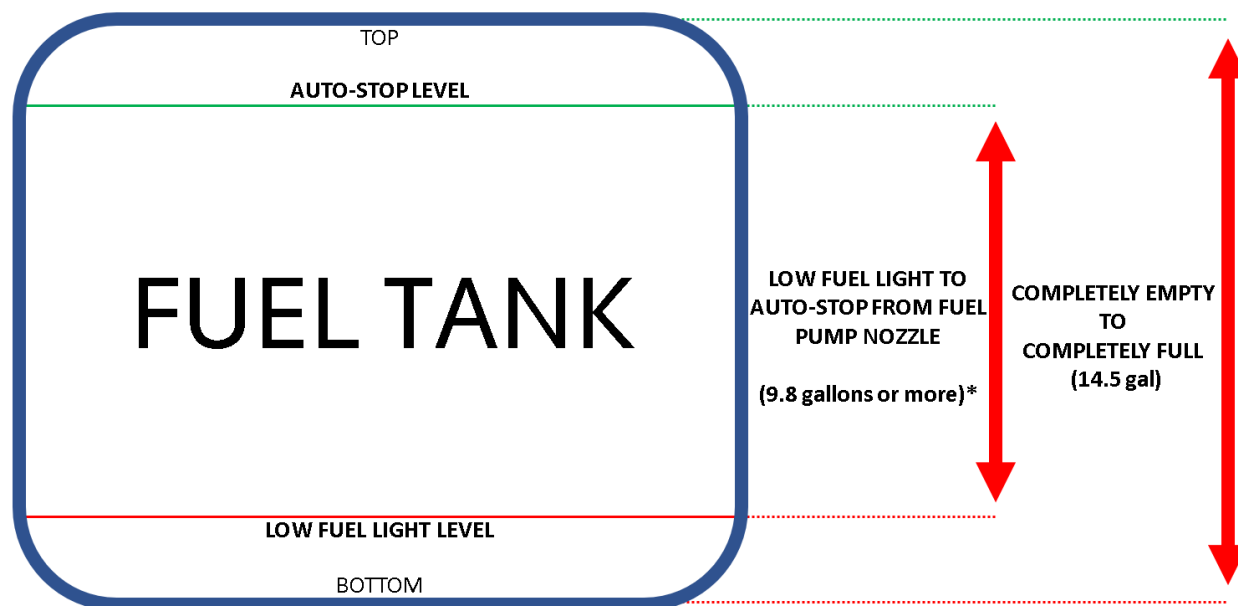 TOP
AUTO-STOP LEVEL
FUEL TANK
LOW FUEL LIGHT TO
AUTO-STOP FROM FUEL
PUMP NOZZLE
(9.8 gallons or more)*
COMPLETELY EMPTY
TO
COMPLETELY FULL
(14.5 gal)
LOW FUEL LIGHT LEVEL
BOTTOM